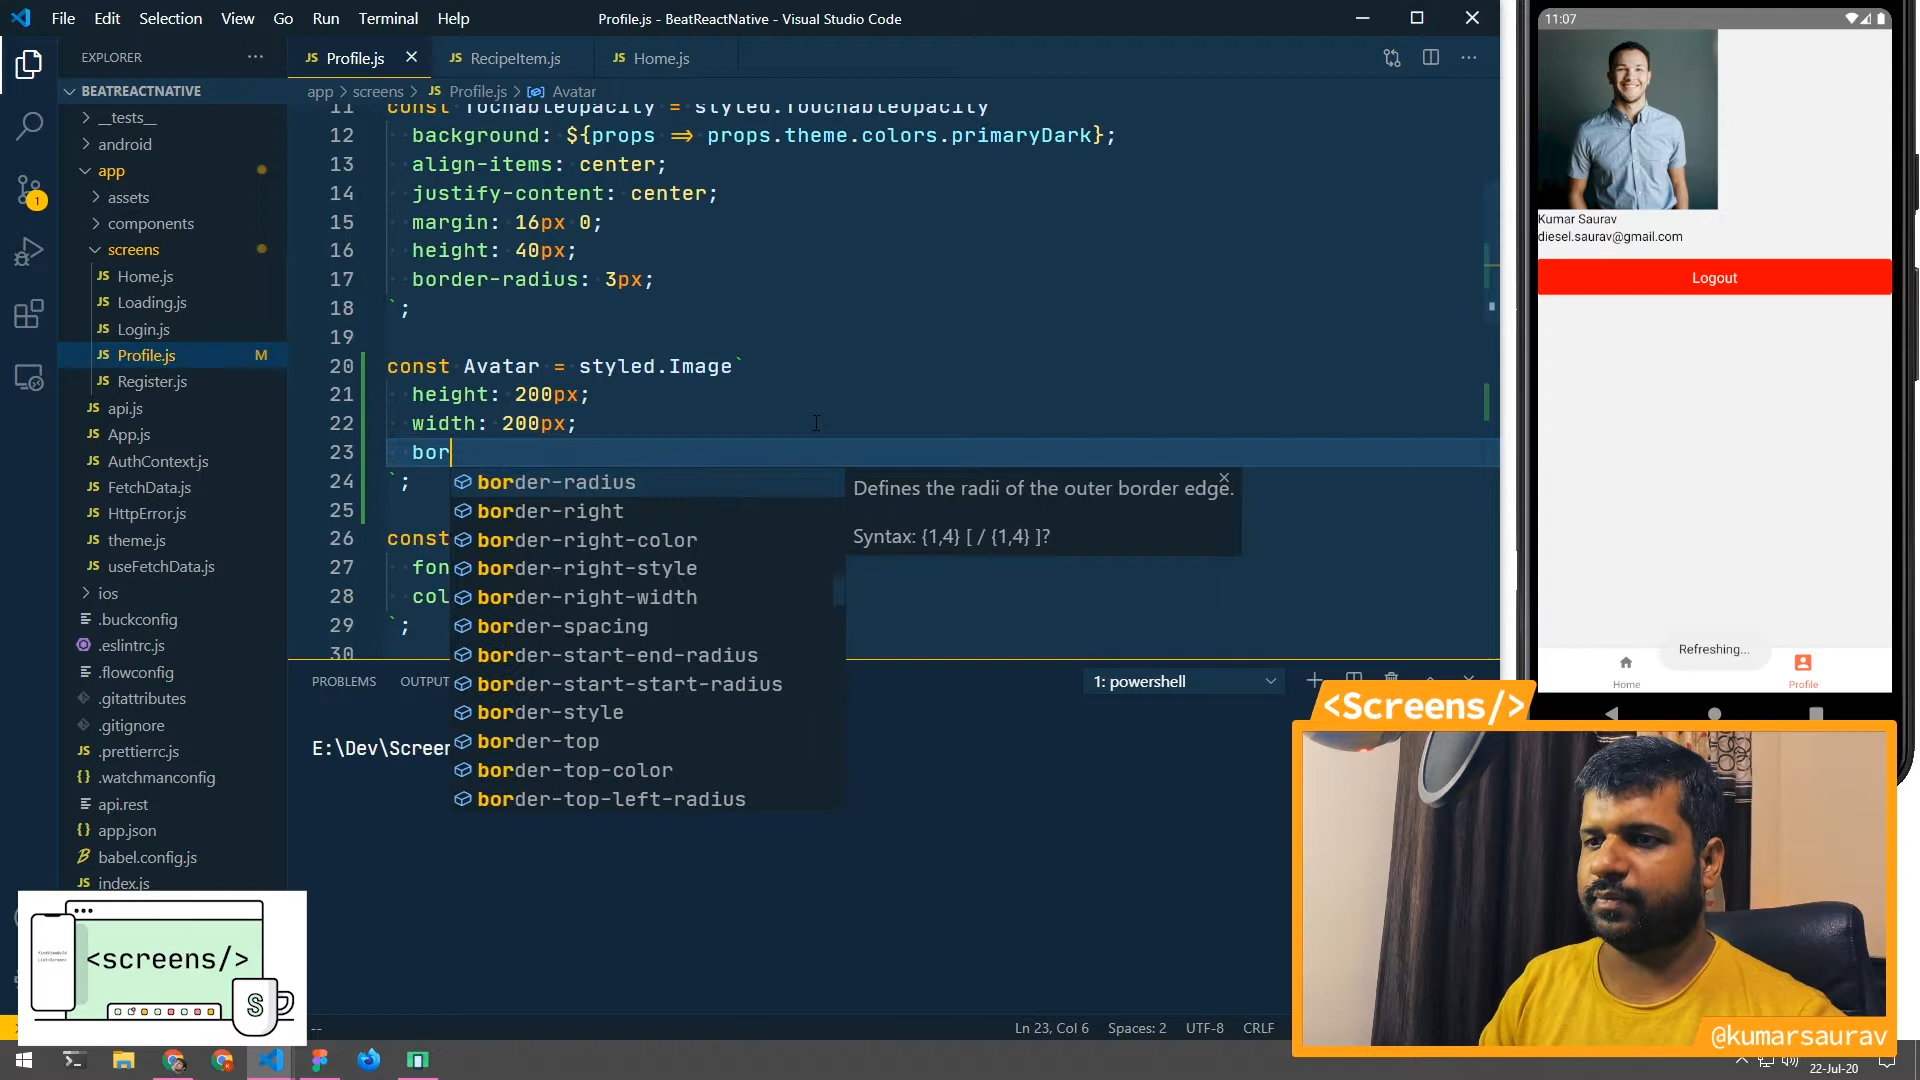 File Edit Selection View Go Run Terminal Help
Profile.js - BeatReactNative - Visual Studio Code
EXPLORER
BEATREACTNATIVE
__tests__
android
app
assets
components
screens
JS Home.js
JS Loading.js
JS Login.js
JS Profile.js M
JS Register.js
JS api.js
JS App.js
JS AuthContext.js
JS FetchData.js
JS HttpError.js
JS theme.js
JS useFetchData.js
ios
.buckconfig
.eslintrc.js
.flowconfig
.gitattributes
.gitignore
JS .prettierrc.js
{} .watchmanconfig
api.rest
{} app.json
babel.config.js
JS index.js
1
JS Profile.js
JS RecipeItem.js
JS Home.js
app > screens > JS Profile.js > Avatar
11 const TochableOpacity = styled.TouchableOpacity
12 background: ${props => props.theme.colors.primaryDark};
13 align-items: center;
14 justify-content: center;
15 margin: 16px 0;
16 height: 40px;
17 border-radius: 3px;
18 `;
19
20 const Avatar = styled.Image`
21 height: 200px;
22 width: 200px;
23 bor
24 `;
25
26 const
27 fon
28 col
29 `;
30
border-radius
border-right
border-right-color
border-right-style
border-right-width
border-spacing
border-start-end-radius
border-start-start-radius
border-style
border-top
border-top-color
border-top-left-radius
Defines the radii of the outer border edge.
Syntax: {1,4} [ / {1,4} ]?
PROBLEMS OUTPUT
1: powershell
E:\Dev\Screen
Ln 23, Col 6 Spaces: 2 UTF-8 CRLF
11:07
Kumar Saurav
diesel.saurav@gmail.com
Logout
Refreshing...
Home
Profile
<Screens/>
@kumarsaurav
<screens/>
S
22-Jul-20